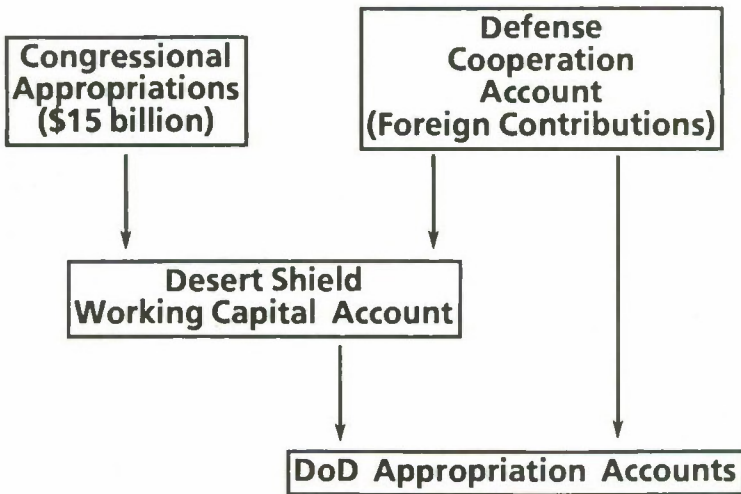 Congressional
Appropriations
($15 billion)
Defense
Cooperation
Account
(Foreign Contributions)
Desert Shield
Working Capital Account
DoD Appropriation Accounts